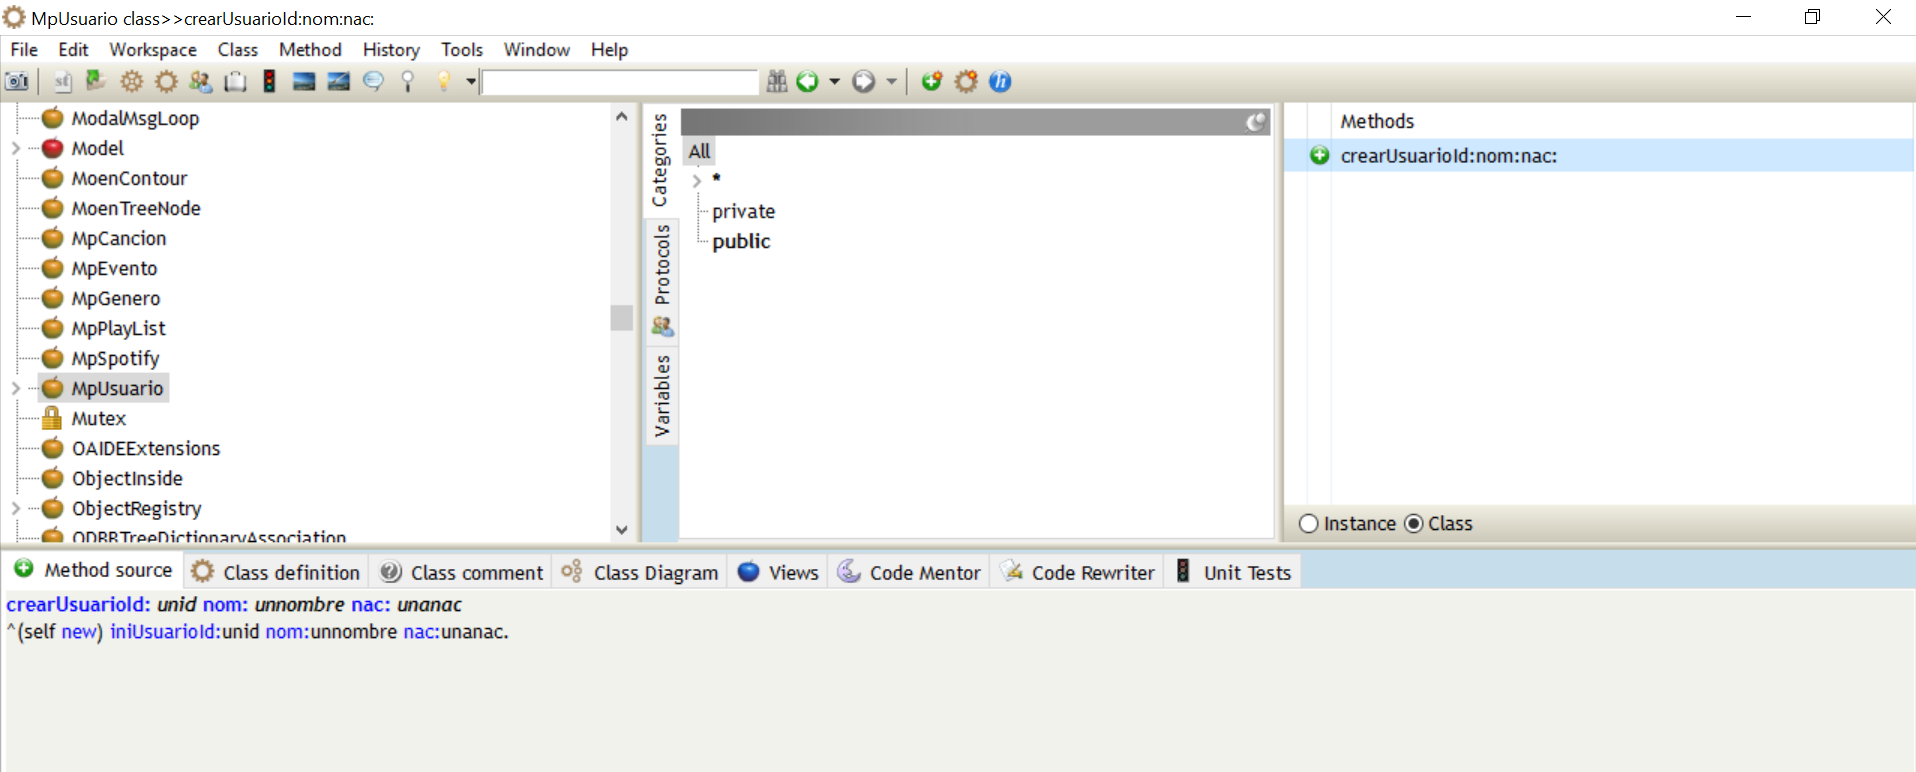 MpUsuario class>>crearUsuarioId:nom:nac:
File Edit Workspace Class Method History Tools Window Help
st
ModalMsgLoop
Model
MoenContour
MoenTreeNode
MpCancion
MpEvento
MpGenero
MpPlayList
MpSpotify
MpUsuario
Mutex
OAIDEExtensions
ObjectInside
ObjectRegistry
ODBRTreeDictionaryAssociation
Categories
Protocols
Variables
All
*
private
public
Methods
crearUsuarioId:nom:nac:
Instance Class
Method source Class definition Class comment Class Diagram Views Code Mentor Code Rewriter Unit Tests
crearUsuarioId: unid nom: unnombre nac: unanac
^(self new) iniUsuarioId:unid nom:unnombre nac:unanac.